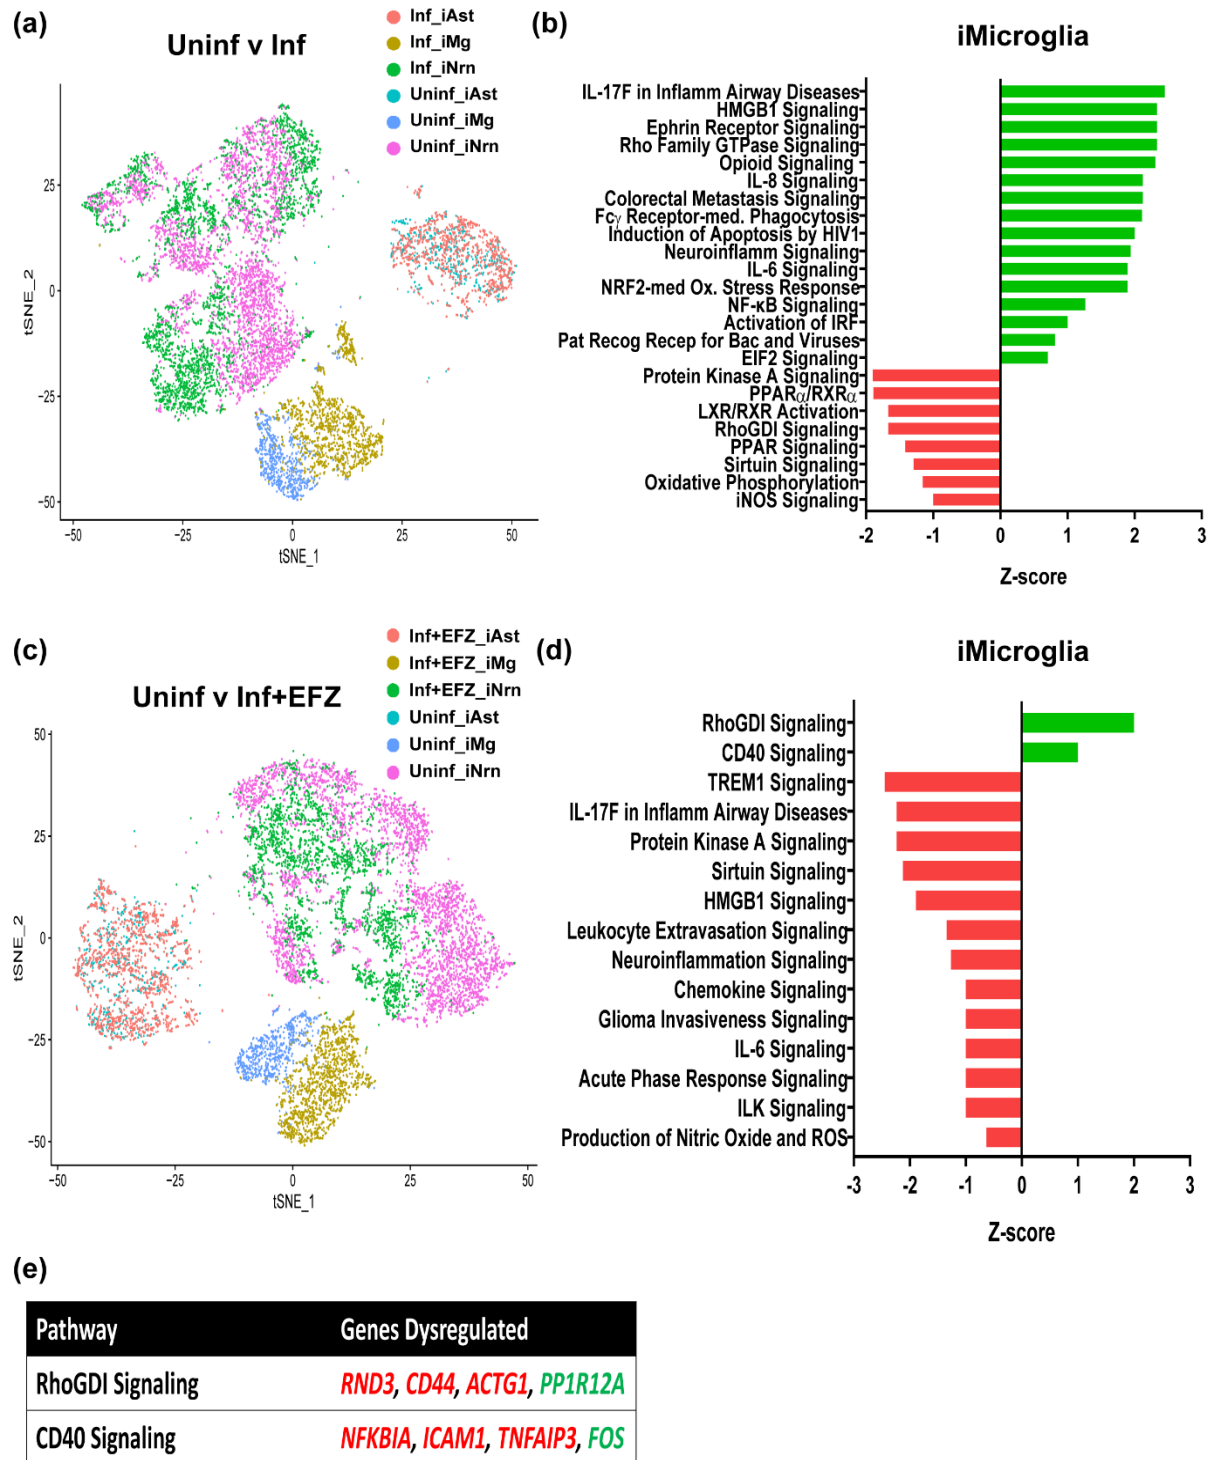 (a)
Uninf v Inf
Inf_iAst
Inf_iMg
Inf_iNrn
Uninf_iAst
Uninf_iMg
Uninf_iNrn
25
0
−25
−50
tSNE_2
−50
−25
0
25
50
tSNE_1
(b)
iMicroglia
IL-17F in Inflamm Airway Diseases
HMGB1 Signaling
Ephrin Receptor Signaling
Rho Family GTPase Signaling
Opioid Signaling
IL-8 Signaling
Colorectal Metastasis Signaling
Fcγ Receptor-med. Phagocytosis
Induction of Apoptosis by HIV1
Neuroinflamm Signaling
IL-6 Signaling
NRF2-med Ox. Stress Response
NF-κB Signaling
Activation of IRF
Pat Recog Recep for Bac and Viruses
EIF2 Signaling
Protein Kinase A Signaling
PPARα/RXRα
LXR/RXR Activation
RhoGDI Signaling
PPAR Signaling
Sirtuin Signaling
Oxidative Phosphorylation
iNOS Signaling
-2
-1
0
1
2
3
Z-score
(c)
Uninf v Inf+EFZ
Inf+EFZ_iAst
Inf+EFZ_iMg
Inf+EFZ_iNrn
Uninf_iAst
Uninf_iMg
Uninf_iNrn
50
25
0
−25
−50
tSNE_2
−50
−25
0
25
50
tSNE_1
(d)
iMicroglia
RhoGDI Signaling
CD40 Signaling
TREM1 Signaling
IL-17F in Inflamm Airway Diseases
Protein Kinase A Signaling
Sirtuin Signaling
HMGB1 Signaling
Leukocyte Extravasation Signaling
Neuroinflammation Signaling
Chemokine Signaling
Glioma Invasiveness Signaling
IL-6 Signaling
Acute Phase Response Signaling
ILK Signaling
Production of Nitric Oxide and ROS
-3
-2
-1
0
1
2
3
Z-score
(e)
Pathway Genes Dysregulated
RhoGDI Signaling RND3, CD44, ACTG1, PP1R12A
CD40 Signaling NFKBIA, ICAM1, TNFAIP3, FOS